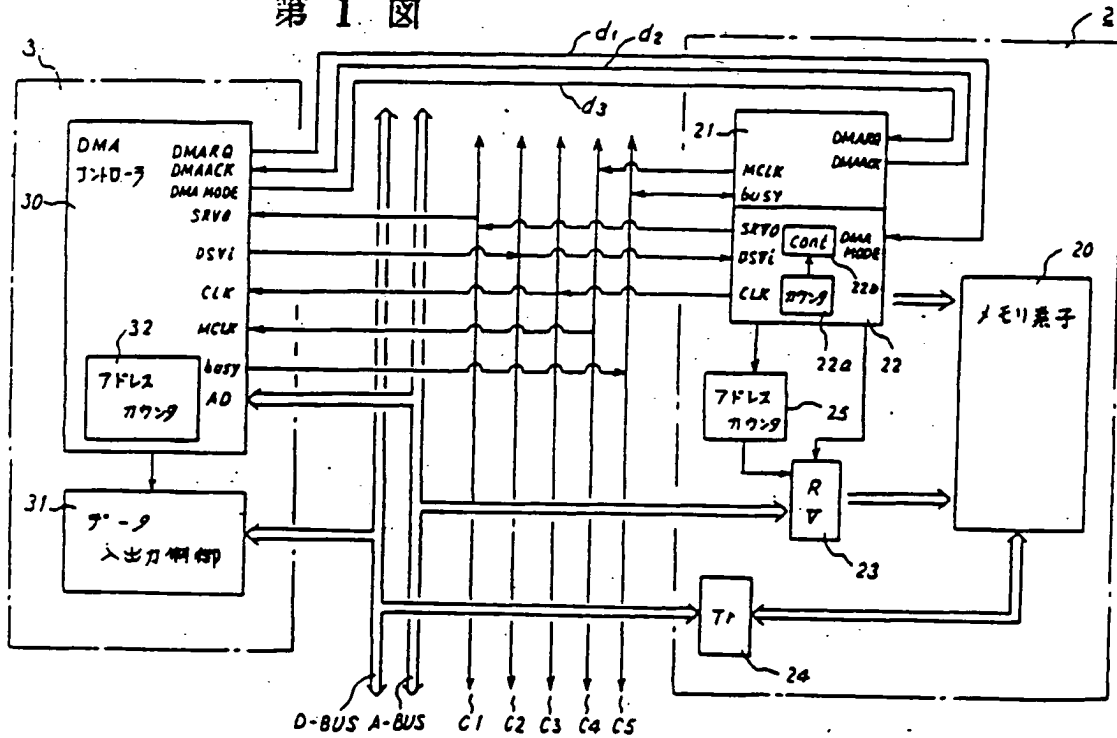 第1図
2
d1
d2
d3
3
DMA
コントローラ
30
DMARQ
DMAACK
DMA MODE
SRVO
DSVi
CLK
MCLK
busy
AD
32
アドレス
カウンタ
31
データ
入出力制御
21
DMARQ
DMAACK
MCLK
busy
SRVO
DSVi
CLK
Cont
DMA
MODE
22b
カウンタ
22a
22
20
メモリ素子
アドレス
カウンタ
25
R
V
23
Tr
24
D-BUS
A-BUS
C1
C2
C3
C4
C5